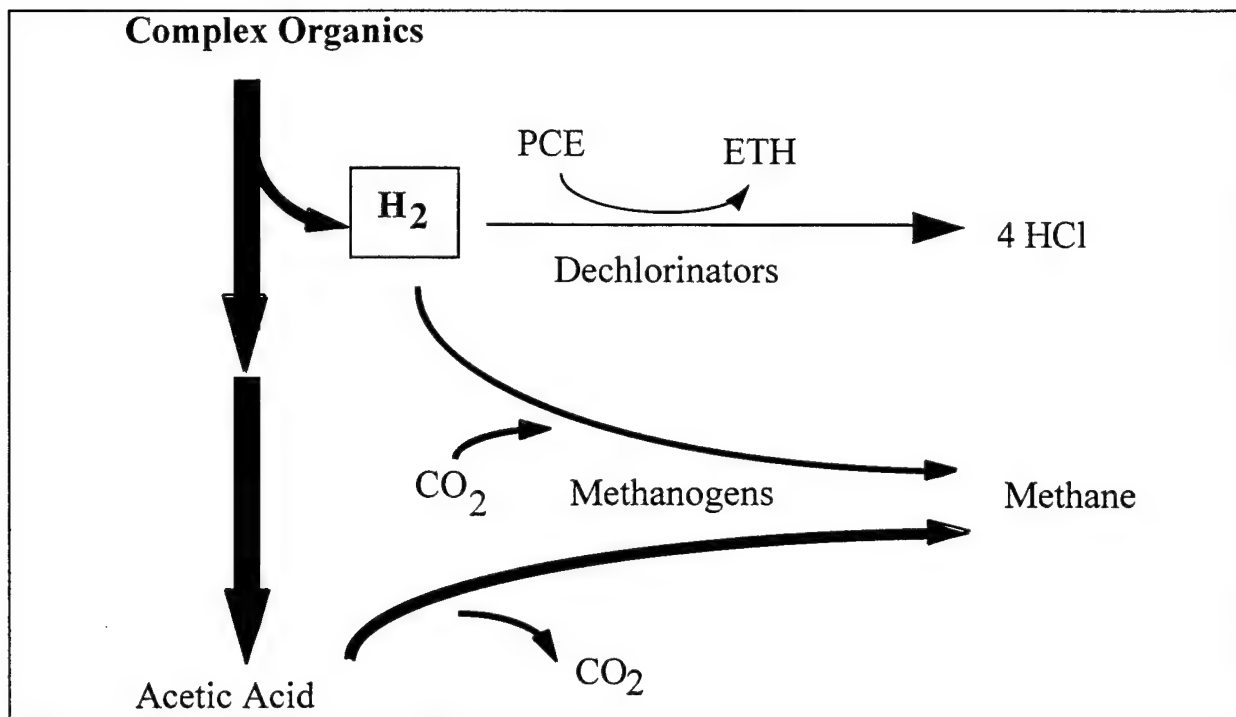 Complex Organics
PCE
ETH
H2
4 HCl
Dechlorinators
CO2
Methanogens
Methane
CO2
Acetic Acid